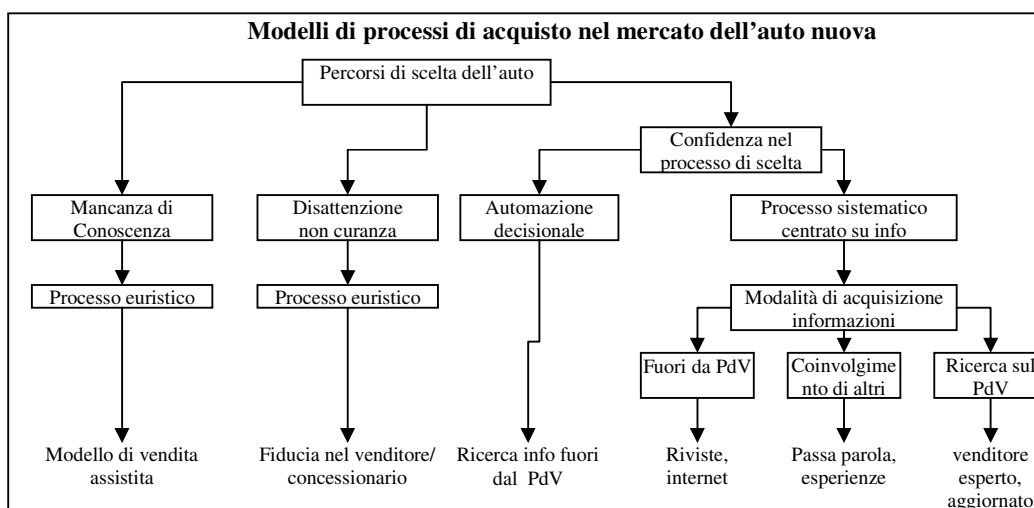 Modelli di processi di acquisto nel mercato dell'auto nuova
Percorsi di scelta dell'auto
Confidenza nel
processo di scelta
Mancanza di
Conoscenza
Disattenzione
non curanza
Automazione
decisionale
Processo sistematico
centrato su info
Processo euristico
Processo euristico
Modalità di acquisizione
informazioni
Fuori da PdV
Coinvolgime
nto di altri
Ricerca sul
PdV
Modello di vendita
assistita
Fiducia nel venditore/
concessionario
Ricerca info fuori
dal PdV
Riviste,
internet
Passa parola,
esperienze
venditore
esperto,
aggiornato